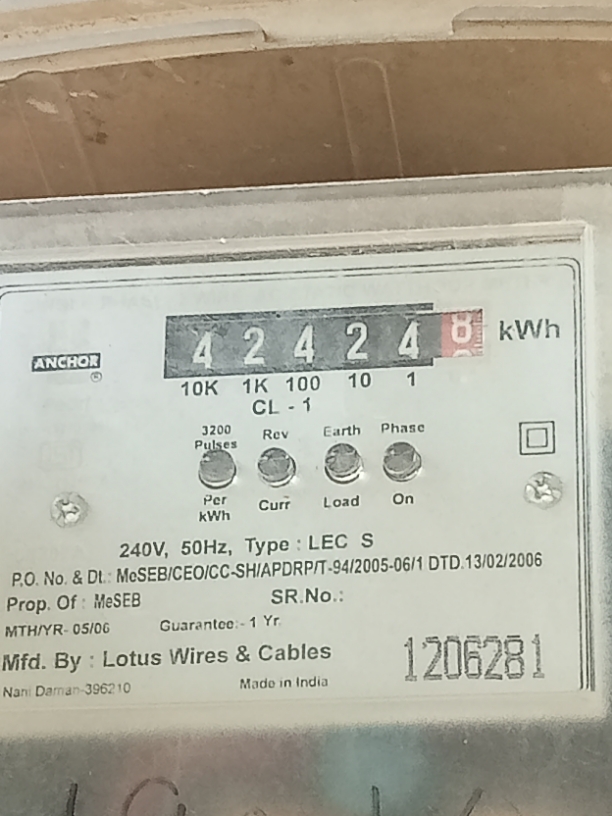 4 2 4 2 4 8 kWh
ANCHOR
®
10K 1K 100 10 1
CL - 1
3200 Pulses Rev Earth Phase
Per kWh Curr Load On
240V, 50Hz, Type : LEC S
P.O. No. & Dt.: MeSEB/CEO/CC-SH/APDRP/T-94/2005-06/1 DTD.13/02/2006
Prop. Of : MeSEB SR.No.:
MTH/YR- 05/06 Guarantee:- 1 Yr.
Mfd. By : Lotus Wires & Cables 1206281
Nani Daman-396210 Made in India